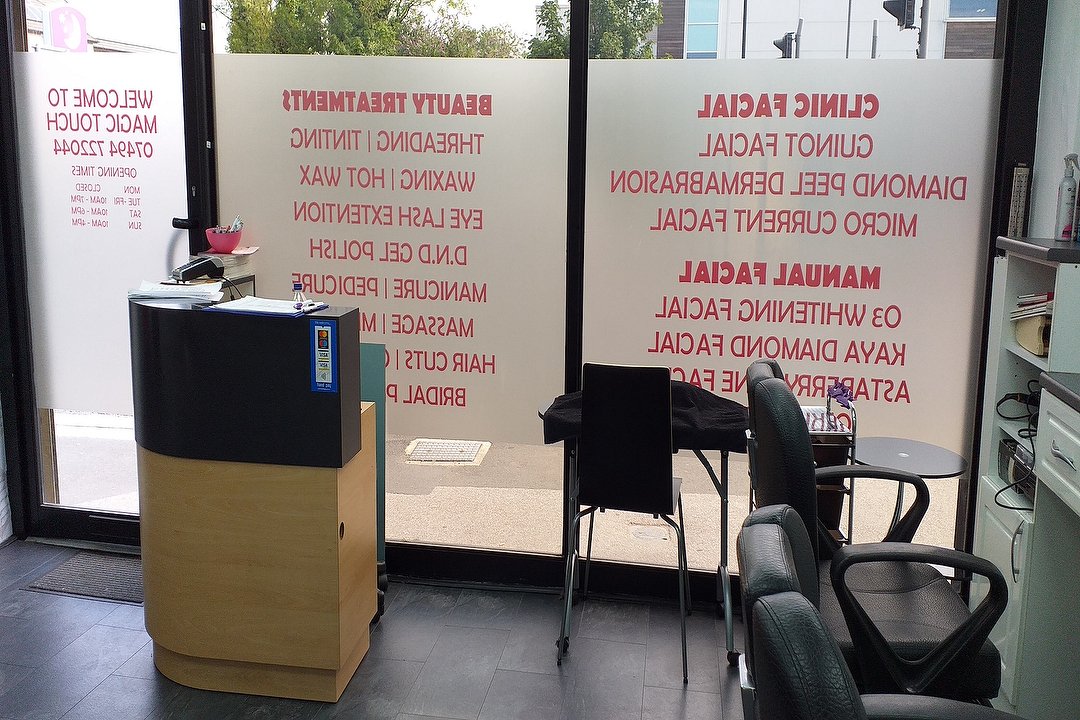 WELCOME TO
MAGIC TOUCH
07494 722044
OPENING TIMES
MON CLOSED
TUE - FRI 10AM - 7PM
SAT 10AM - 6PM
SUN 10AM - 4PM
BEAUTY TREATMENTS
THREADING | TINTING
WAXING | HOT WAX
EYE LASH EXTENTION
D.N.D GEL POLISH
MANICURE | PEDICURE
MASSAGE |
HAIR CUTS |
BRIDAL
CLINIC FACIAL
GUINOT FACIAL
DIAMOND PEEL DERMABRASION
MICRO CURRENT FACIAL
MANUAL FACIAL
O3 WHITENING FACIAL
KAYA DIAMOND FACIAL